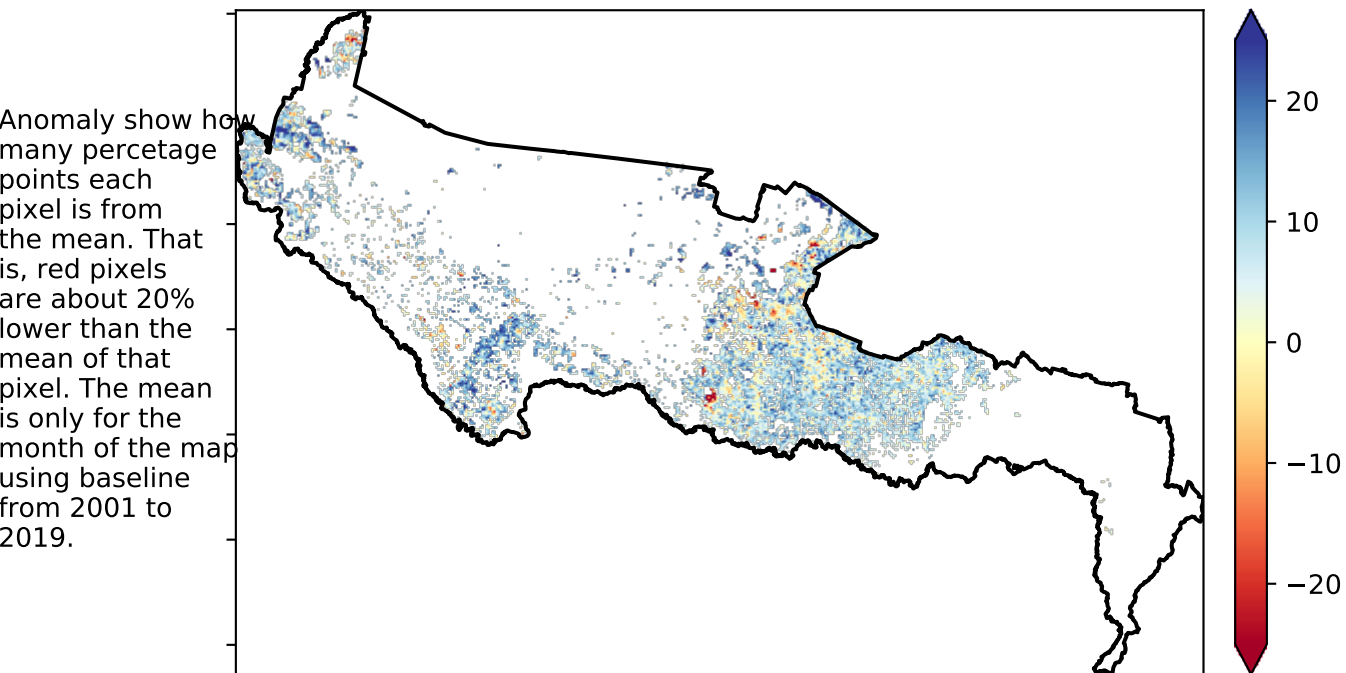 Anomaly show how
many percetage
points each
pixel is from
the mean. That
is, red pixels
are about 20%
lower than the
mean of that
pixel. The mean
is only for the
month of the map
using baseline
from 2001 to
2019.
20
10
0
−10
−20